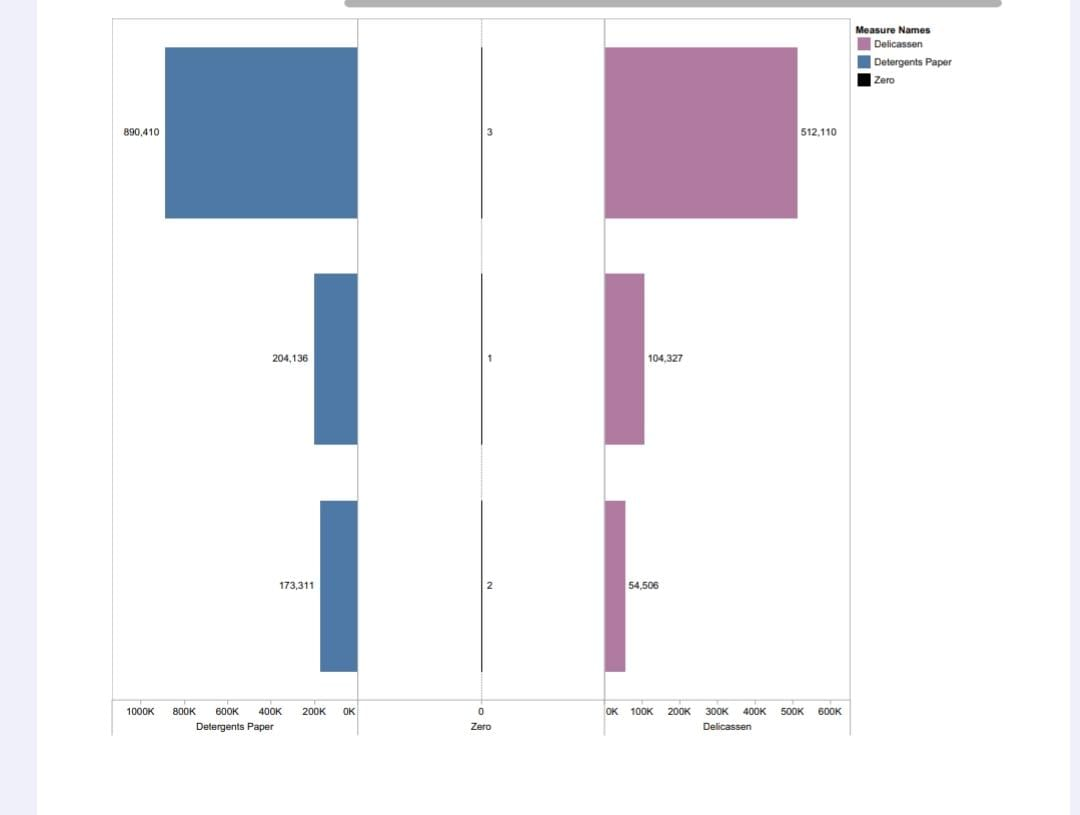 Measure Names
Delicassen
Detergents Paper
Zero
890,410
3
512,110
204,136
1
104,327
173,311
2
54,506
1000K 800K 600K 400K 200K 0K
0
0K 100K 200K 300K 400K 500K 600K
Detergents Paper
Zero
Delicassen